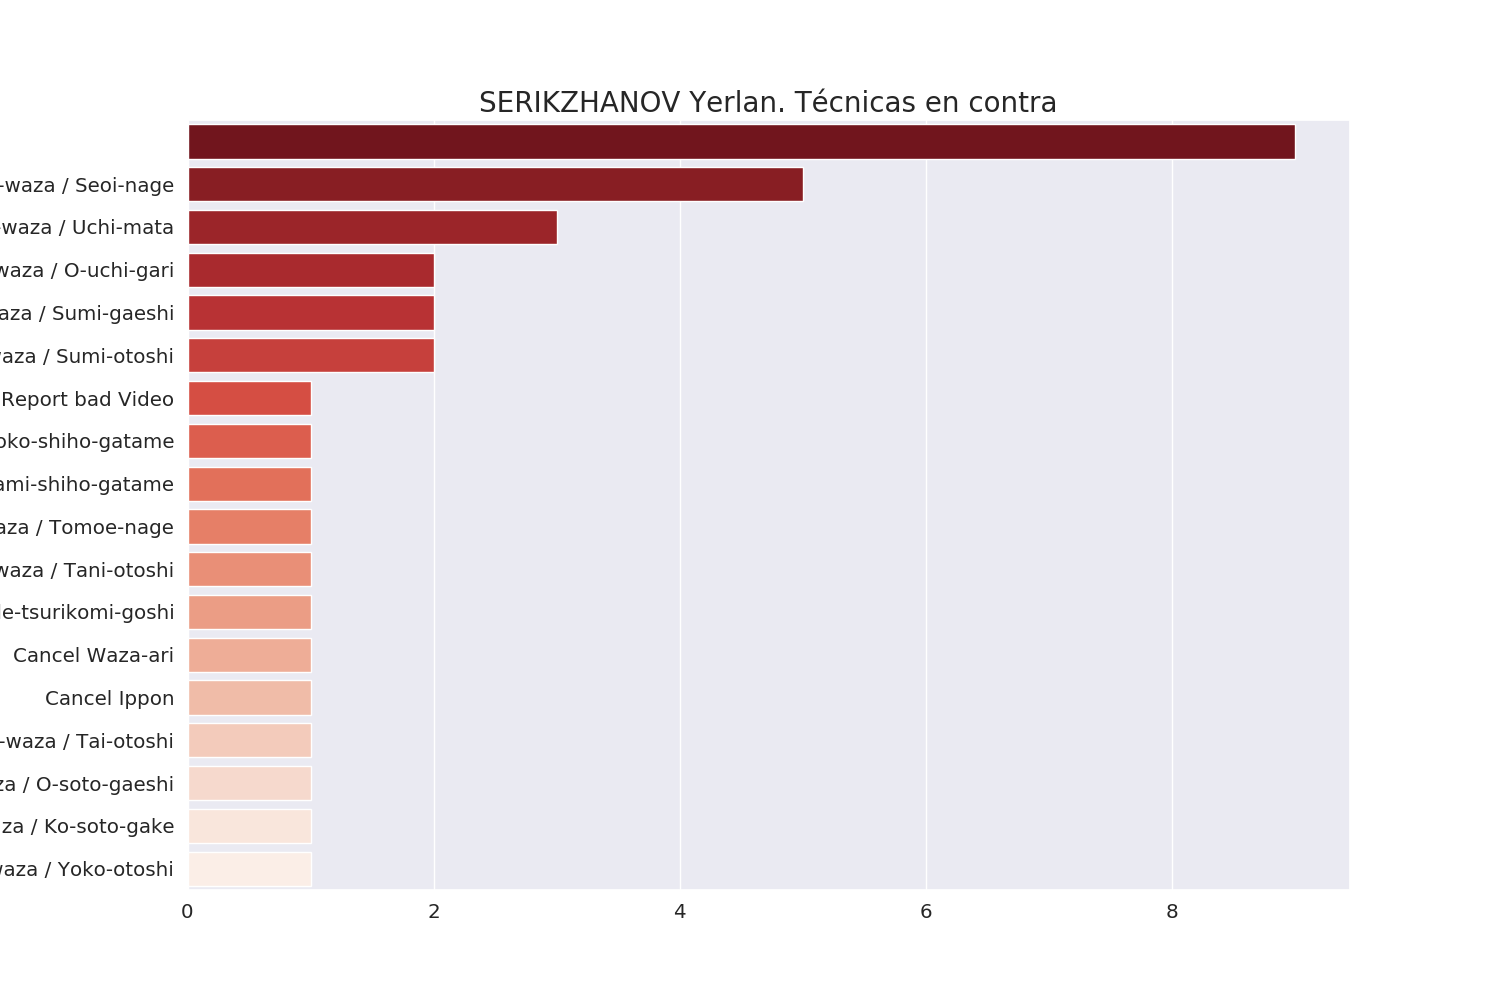 SERIKZHANOV Yerlan. Técnicas en contra
-waza / Seoi-nage
waza / Uchi-mata
waza / O-uchi-gari
aza / Sumi-gaeshi
aza / Sumi-otoshi
Report bad Video
oko-shiho-gatame
ami-shiho-gatame
aza / Tomoe-nage
waza / Tani-otoshi
e-tsurikomi-goshi
Cancel Waza-ari
Cancel Ippon
-waza / Tai-otoshi
za / O-soto-gaeshi
za / Ko-soto-gake
aza / Yoko-otoshi
0 2 4 6 8